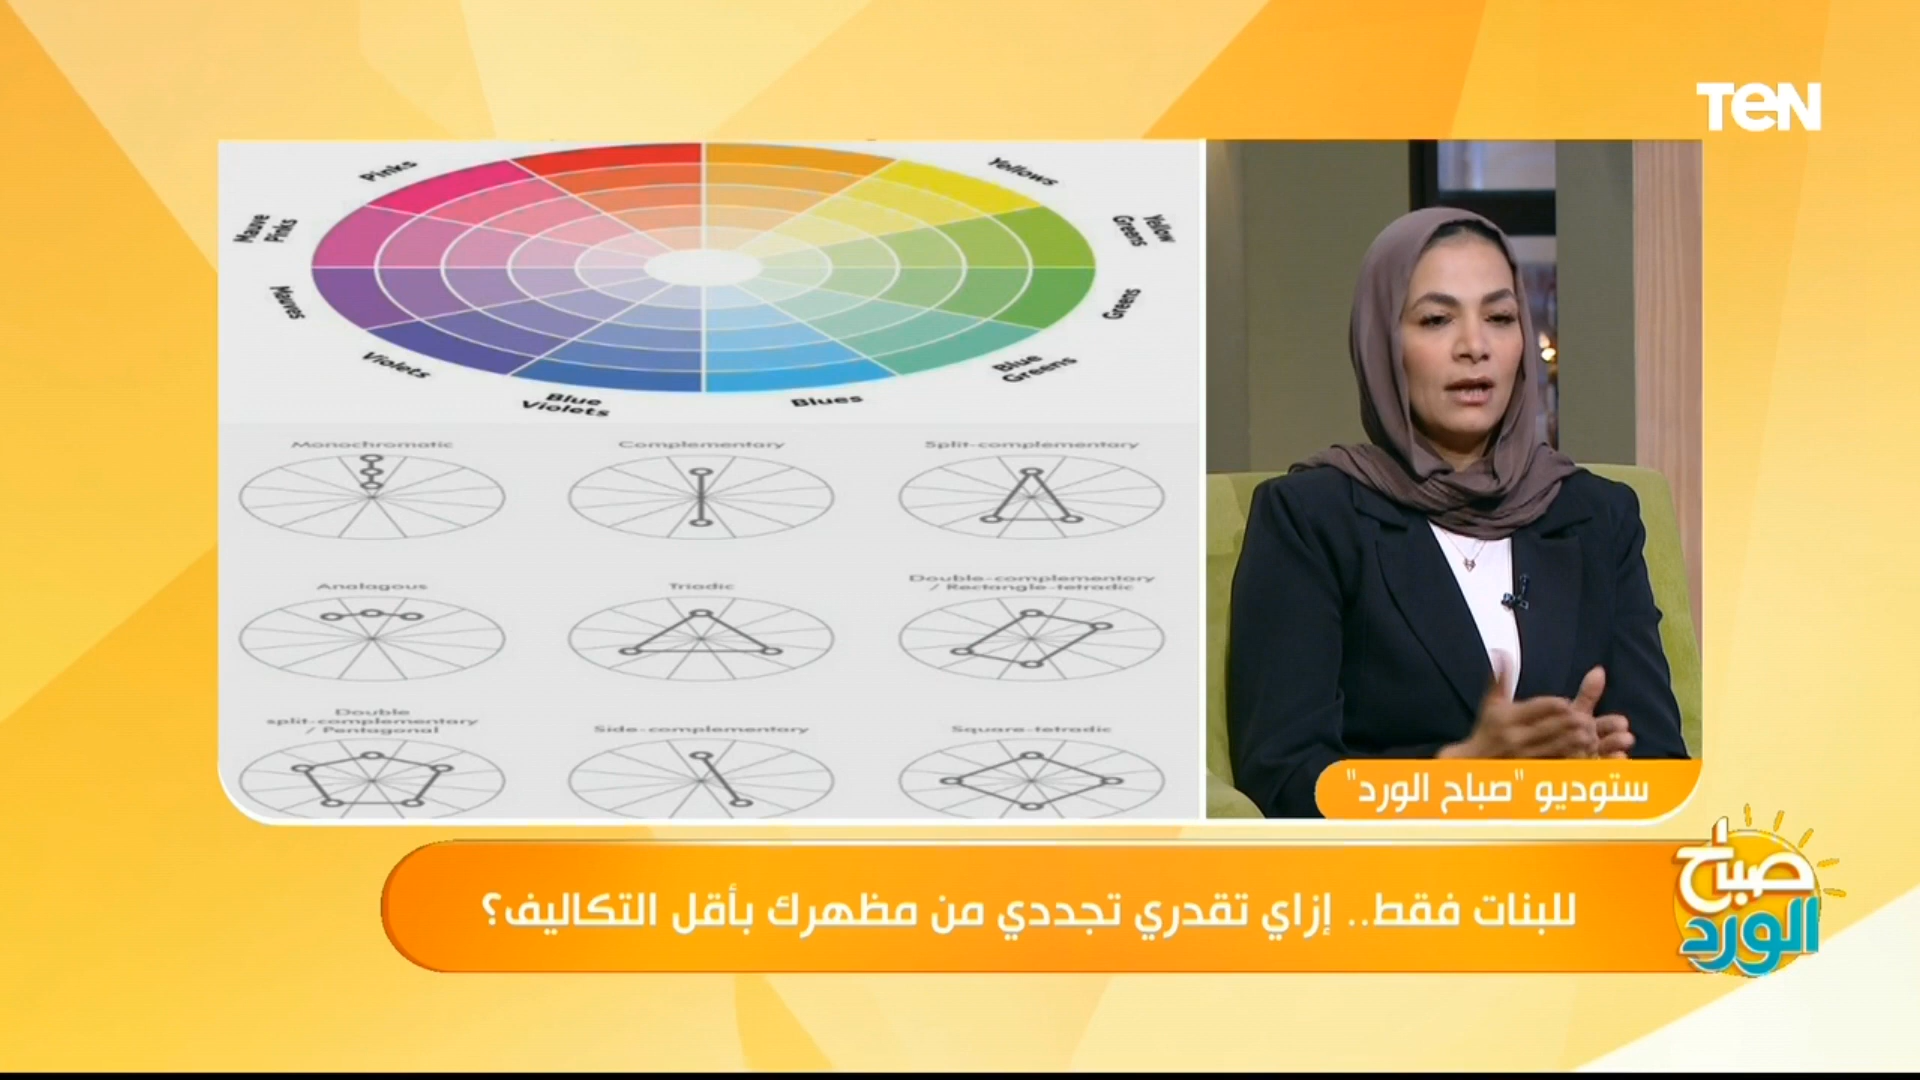 TEN
Pinks
Yellows
Mauve
Pinks
Yellow
Greens
Mauves
Greens
Violets
Blue
Greens
Blue
Violets
Blues
Monochromatic
Complementary
Split-complementary
Analagous
Triadic
Double-complementary
/ Rectangle-tetradic
Double
split-complementary
/ Pentagonal
Side-complementary
Square-tetradic
ستوديو "صباح الورد"
للبنات فقط.. إزاي تقدري تجددي من مظهرك بأقل التكاليف؟
صباح
الورد